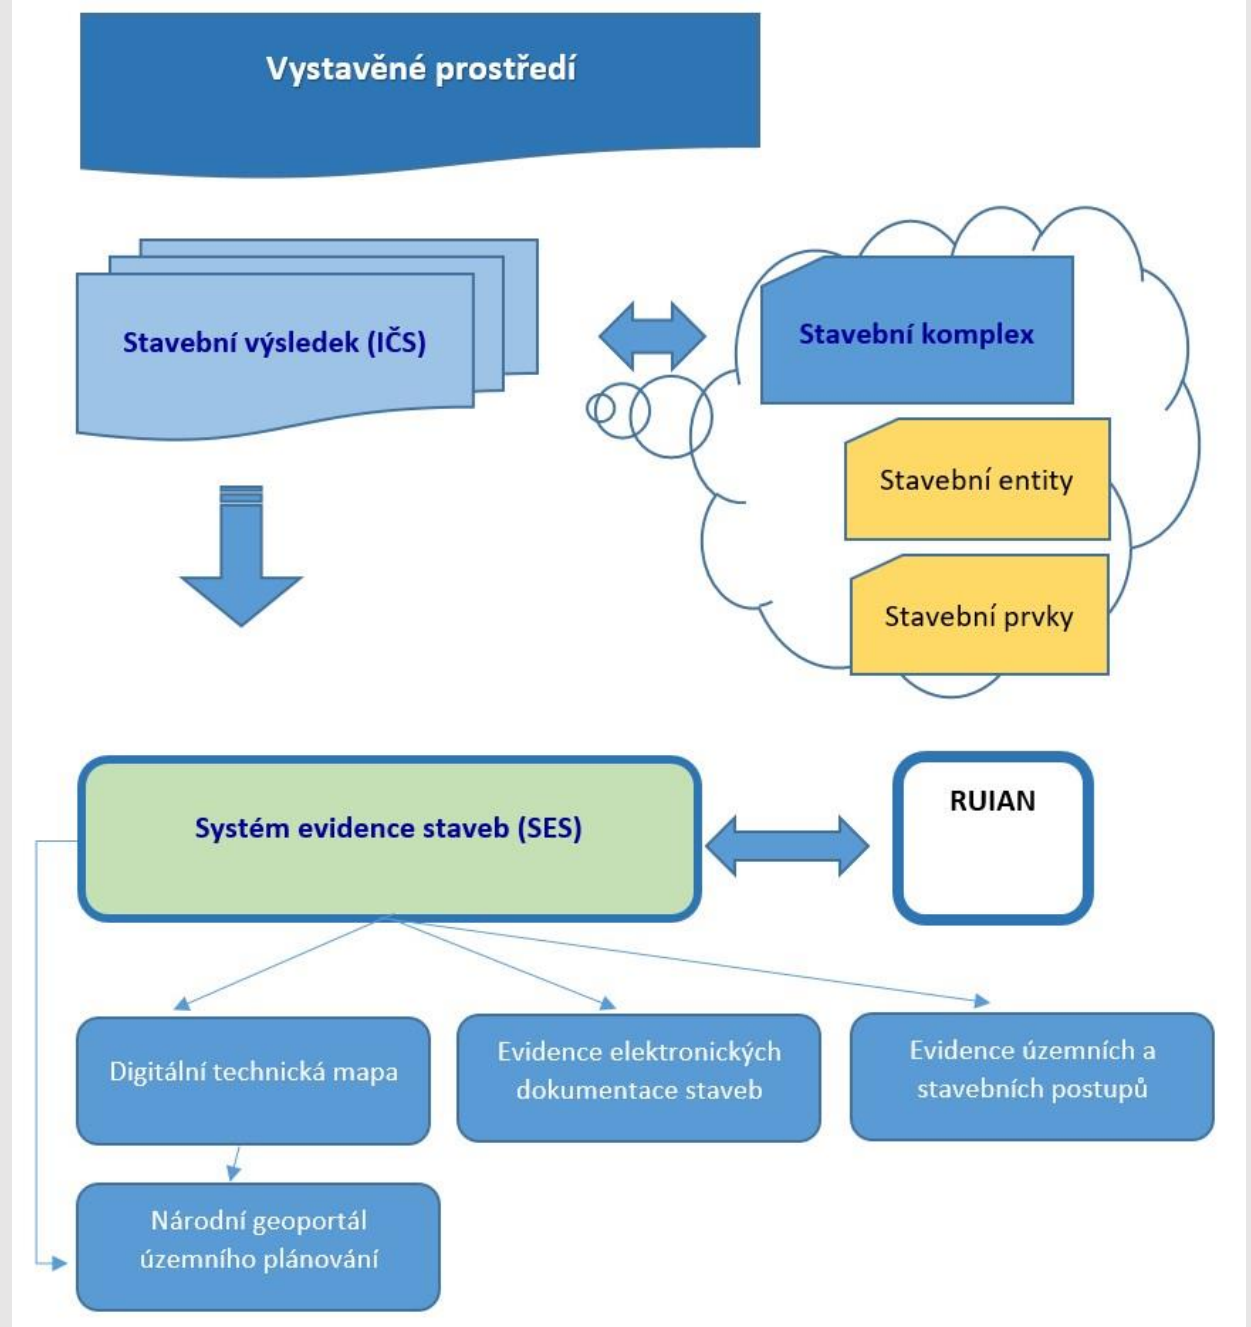 Vystavěné prostředí
Stavební výsledek (IČS)
Stavební komplex
Stavební entity
Stavební prvky
Systém evidence staveb (SES)
RUIAN
Digitální technická mapa
Evidence elektronických
dokumentace staveb
Evidence územních a
stavebních postupů
Národní geoportál
územního plánování